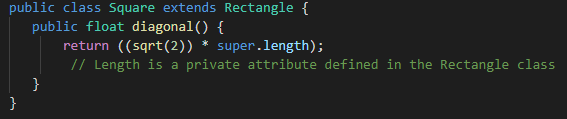 public class Square extends Rectangle {
public float diagonal() {
return ((sqrt(2)) * super.length);
// Length is a private attribute defined in the Rectangle class
}
}